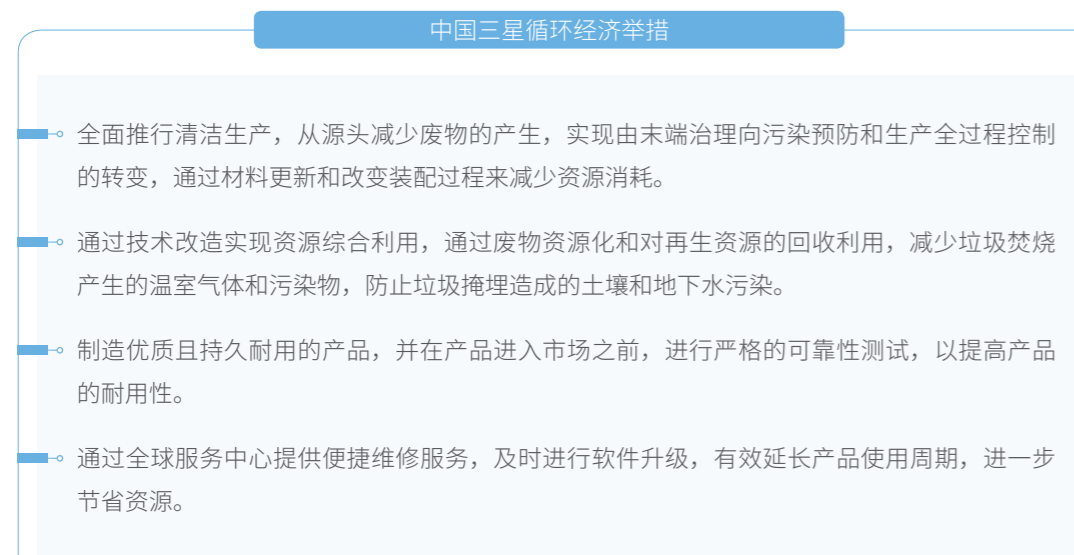 中国三星循环经济举措
全面推行清洁生产，从源头减少废物的产生，实现由末端治理向污染预防和生产全过程控制
的转变，通过材料更新和改变装配过程来减少资源消耗。
通过技术改造实现资源综合利用，通过废物资源化和对再生资源的回收利用，减少垃圾焚烧
产生的温室气体和污染物，防止垃圾掩埋造成的土壤和地下水污染。
制造优质且持久耐用的产品，并在产品进入市场之前，进行严格的可靠性测试，以提高产品
的耐用性。
通过全球服务中心提供便捷维修服务，及时进行软件升级，有效延长产品使用周期，进一步
节省资源。